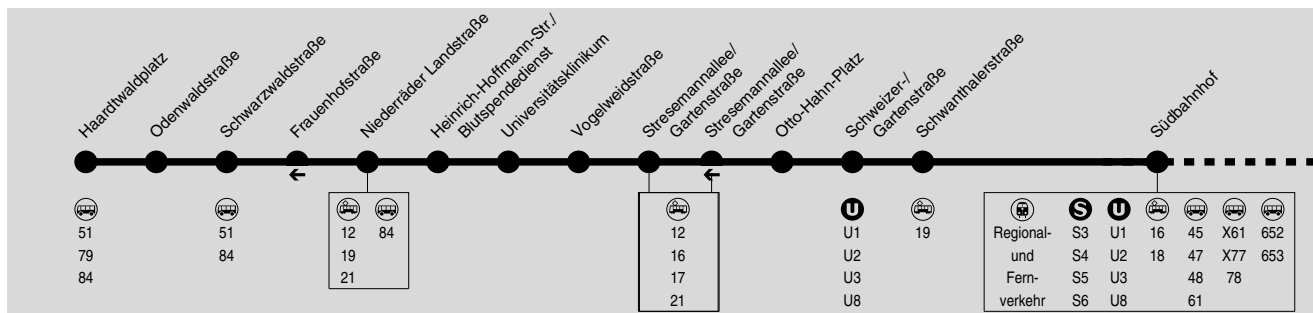 Haardtwaldplatz
Odenwaldstraße
Schwarzwaldstraße
Frauenhofstraße
Niederräder Landstraße
Heinrich-Hoffmann-Str./
Blutspendedienst
Universitätsklinikum
Vogelweidstraße
Stresemannallee/
Gartenstraße
Stresemannallee/
Gartenstraße
Otto-Hahn-Platz
Schweizer-/
Gartenstraße
Schwanthalerstraße
Südbahnhof
51
79
84
51
84
12 84
19
21
12
16
17
21
U
U1
U2
U3
U8
19
S U
Regional- S3 U1 16 45 X61 652
und S4 U2 18 47 X77 653
Fern- S5 U3 48 78
verkehr S6 U8 61